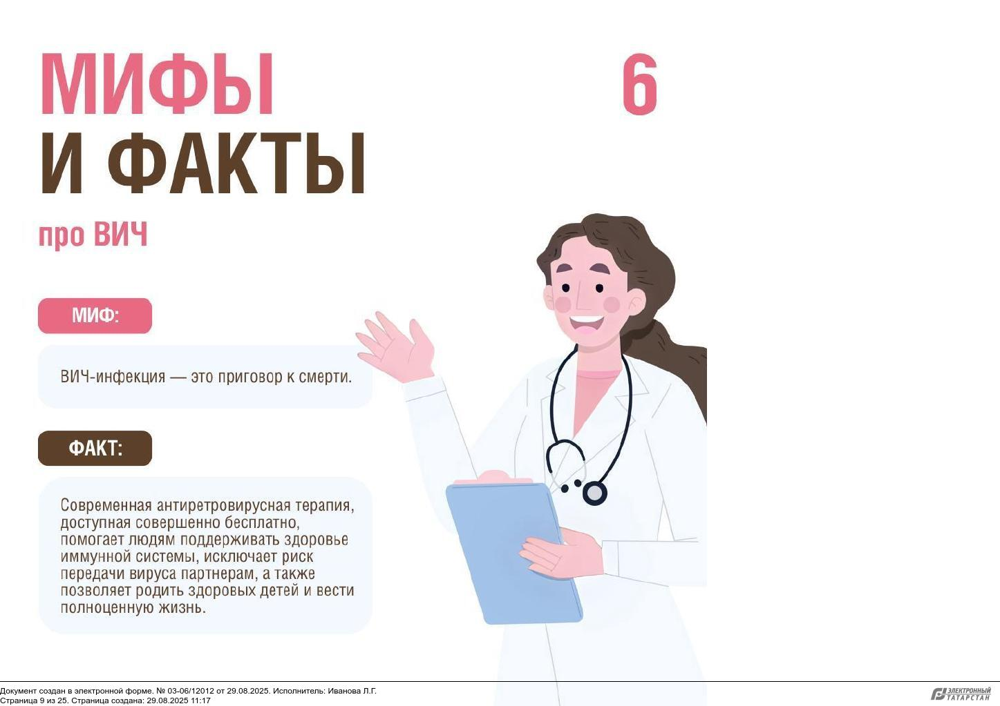 МИФЫ
6
И ФАКТЫ
про ВИЧ
МИФ:
ВИЧ-инфекция — это приговор к смерти.
ФАКТ:
Современная антиретровирусная терапия,
доступная совершенно бесплатно,
помогает людям поддерживать здоровье
иммунной системы, исключает риск
передачи вируса партнерам, а также
позволяет родить здоровых детей и вести
полноценную жизнь.
Документ создан в электронной форме. № 03-06/12012 от 29.08.2025. Исполнитель: Иванова Л.Г.
Страница 9 из 25. Страница создана: 29.08.2025 11:17
ЭЛЕКТРОННЫЙ
ТАТАРСТАН